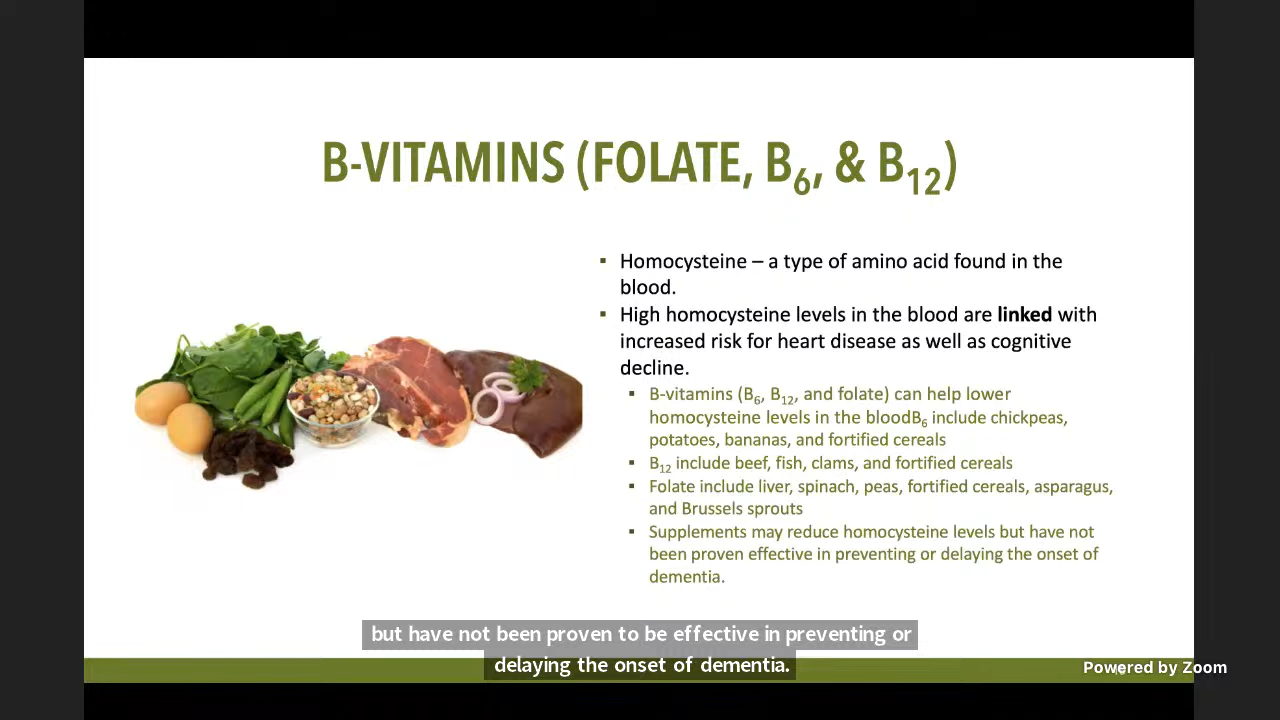 B-VITAMINS (FOLATE, B₆, & B₁₂)
▪ Homocysteine – a type of amino acid found in the
blood.
▪ High homocysteine levels in the blood are linked with
increased risk for heart disease as well as cognitive
decline.
▪ B-vitamins (B₆, B₁₂, and folate) can help lower
homocysteine levels in the bloodB₆ include chickpeas,
potatoes, bananas, and fortified cereals
▪ B₁₂ include beef, fish, clams, and fortified cereals
▪ Folate include liver, spinach, peas, fortified cereals, asparagus,
and Brussels sprouts
▪ Supplements may reduce homocysteine levels but have not
been proven effective in preventing or delaying the onset of
dementia.
but have not been proven to be effective in preventing or
delaying the onset of dementia.
Powered by Zoom